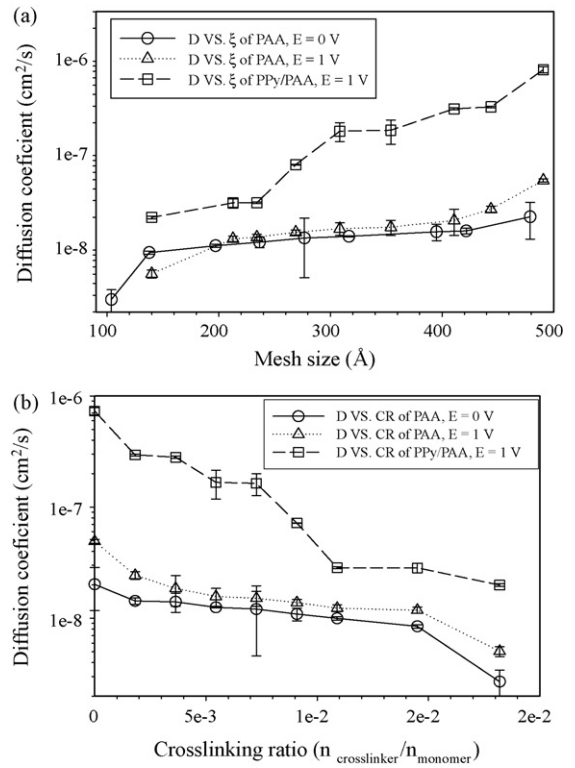 (a)
D VS. ξ of PAA, E = 0 V
D VS. ξ of PAA, E = 1 V
D VS. ξ of PPy/PAA, E = 1 V
1e-6
1e-7
1e-8
Diffusion coeficient (cm²/s)
100 200 300 400 500
Mesh size (Å)
(b)
D VS. CR of PAA, E = 0 V
D VS. CR of PAA, E = 1 V
D VS. CR of PPy/PAA, E = 1 V
1e-6
1e-7
1e-8
Diffusion coefficient (cm²/s)
0 5e-3 1e-2 2e-2 2e-2
Crosslinking ratio (n crosslinker/n monomer)